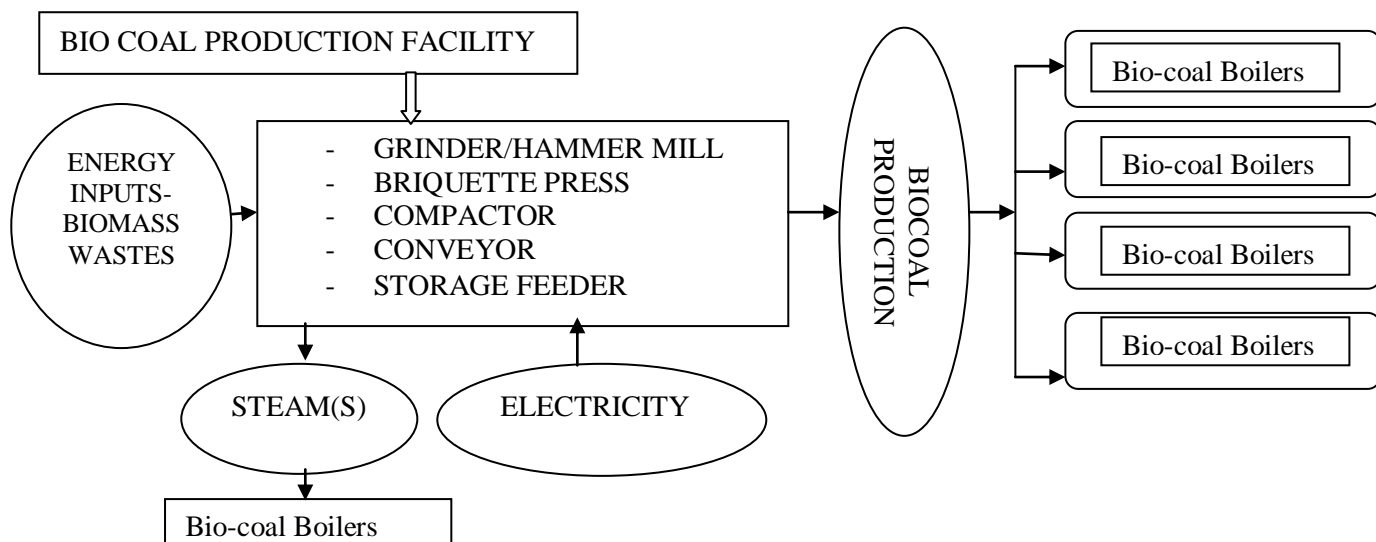 BIO COAL PRODUCTION FACILITY
ENERGY
INPUTS-
BIOMASS
WASTES
- GRINDER/HAMMER MILL
- BRIQUETTE PRESS
- COMPACTOR
- CONVEYOR
- STORAGE FEEDER
BIOCOAL
PRODUCTION
Bio-coal Boilers
Bio-coal Boilers
Bio-coal Boilers
Bio-coal Boilers
STEAM(S)
ELECTRICITY
Bio-coal Boilers